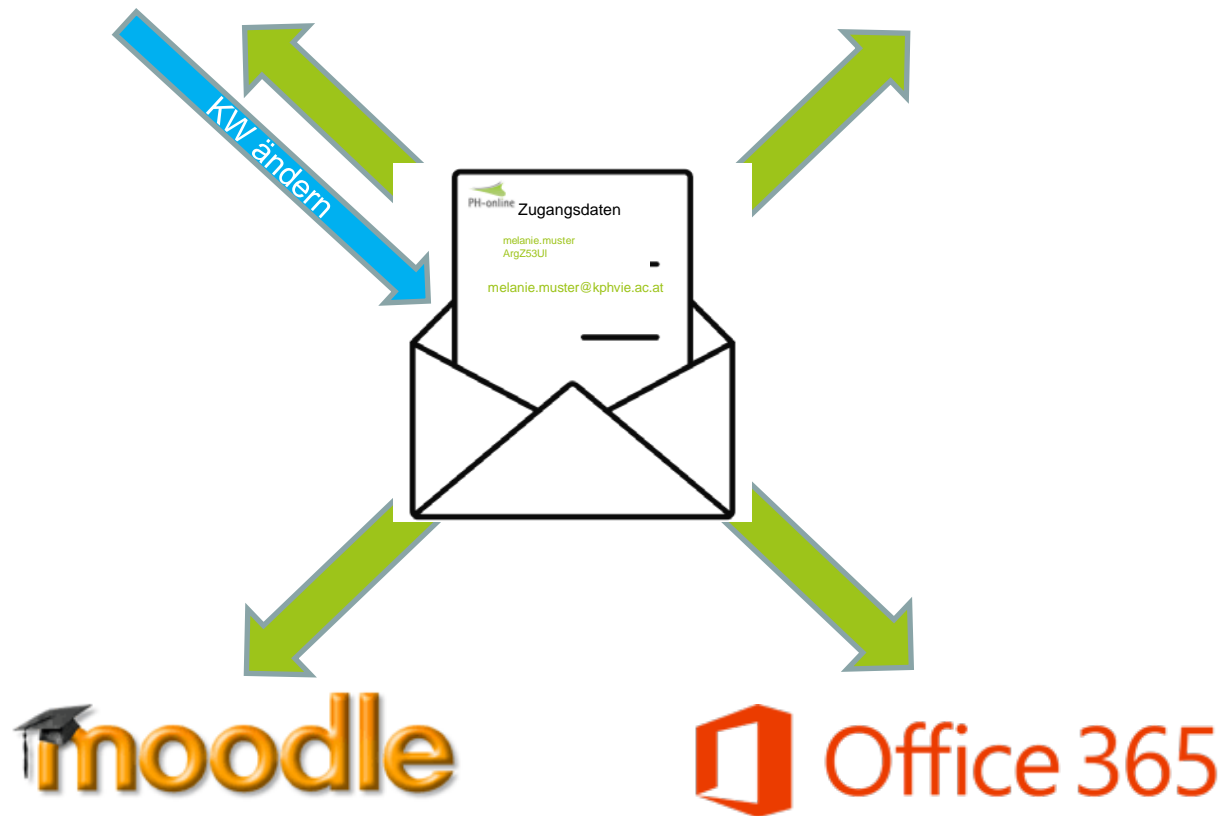 KW ändern
PH-online
Zugangsdaten
melanie.muster
ArgZ53UI
melanie.muster@kphvie.ac.at
moodle
Office 365